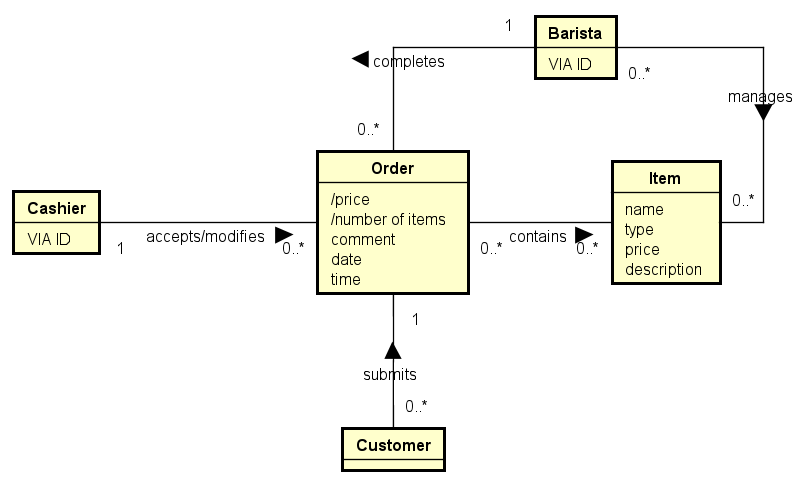 1
Barista
VIA ID
0..*
completes
manages
0..*
Order
/price
/number of items
comment
date
time
Item
name
type
price
description
0..*
Cashier
VIA ID
1
accepts/modifies
0..*
0..*
contains
0..*
1
submits
0..*
Customer